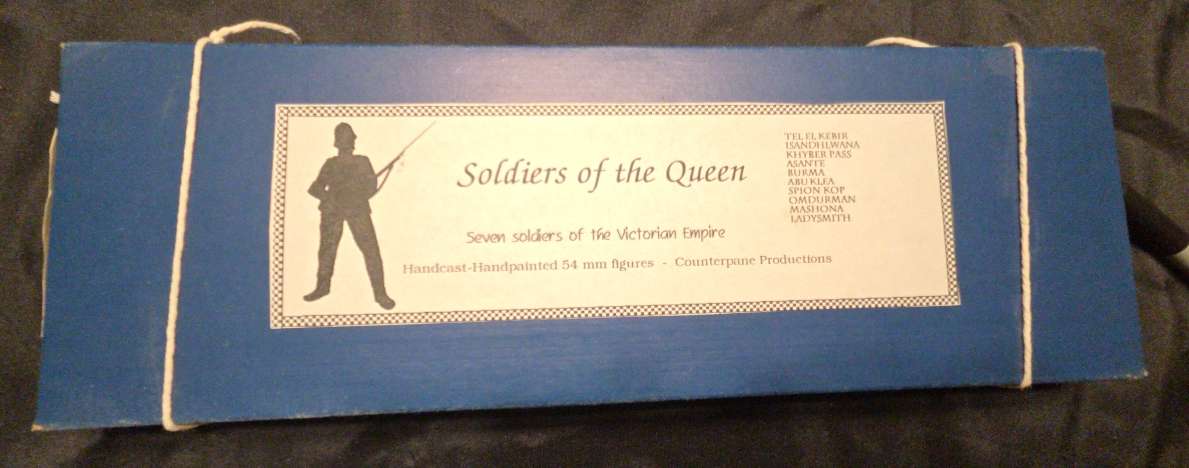 Soldiers of the Queen
Seven soldiers of the Victorian Empire
Handcast-Handpainted 54 mm figures - Counterpane Productions
TEL EL KEBIR
ISANDHLWANA
KHYBER PASS
ASANTE
BURMA
ABU KLEA
SPION KOP
OMDURMAN
MASHONA
LADYSMITH